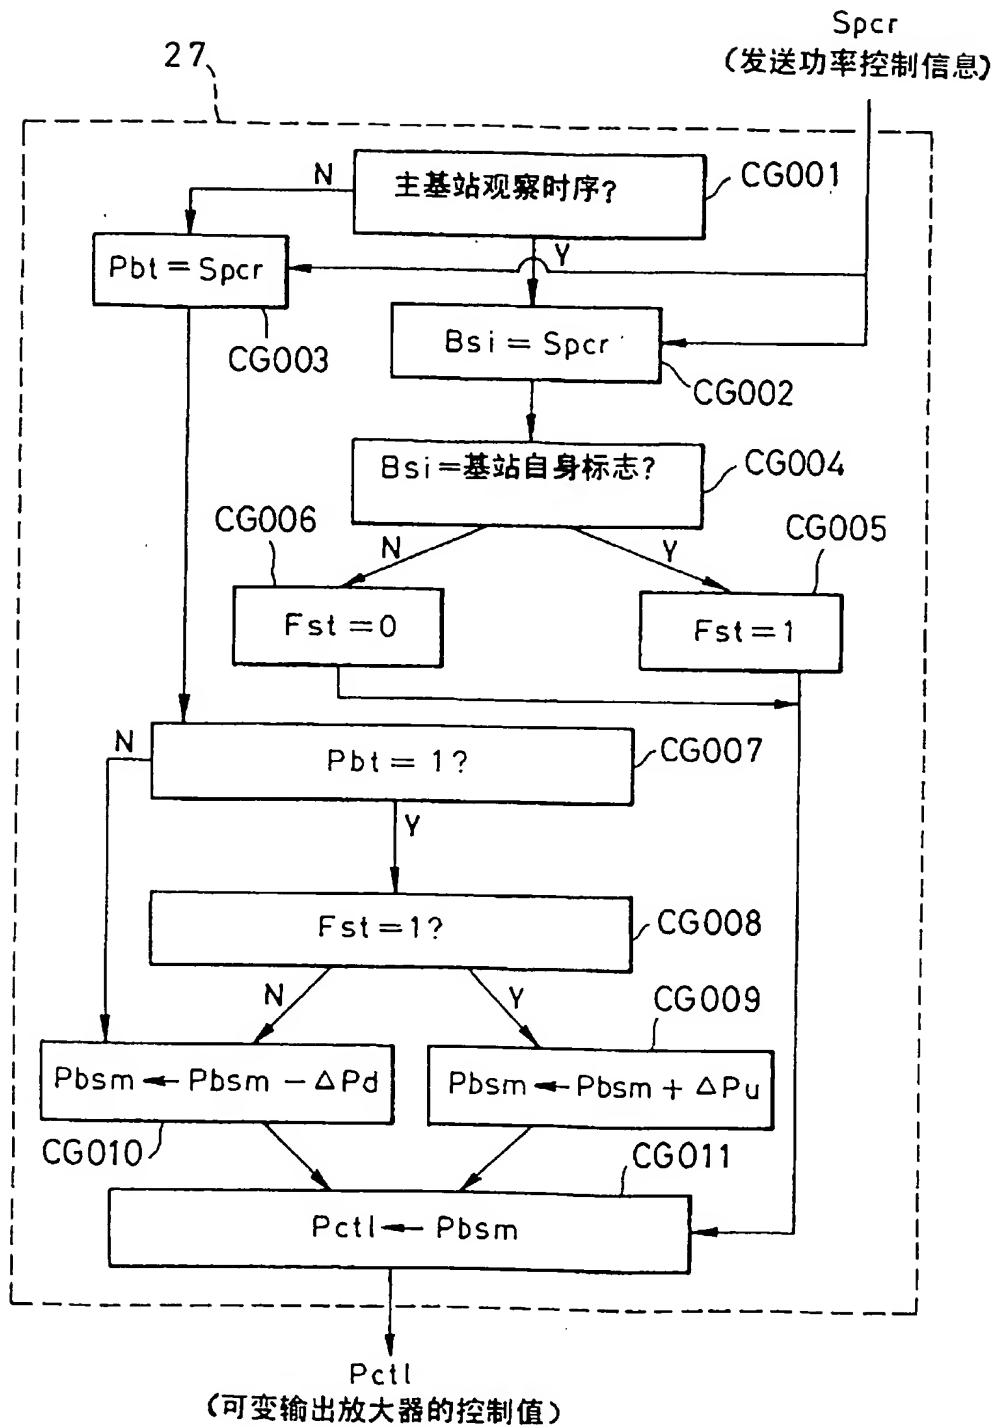 Spcr
(发送功率控制信息)
27
主基站观察时序?
CG001
N
Y
Pbt = Spcr
CG003
Bsi = Spcr
CG002
Bsi = 基站自身标志?
CG004
N
Y
CG006
CG005
Fst = 0
Fst = 1
Pbt = 1?
CG007
N
Y
Fst = 1?
CG008
N
Y
CG009
Pbsm ← Pbsm − ΔPd
Pbsm ← Pbsm + ΔPu
CG010
CG011
Pctl ← Pbsm
Pctl
(可变输出放大器的控制值)